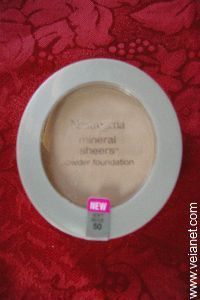 Neutrogena
mineral
sheers
powder foundation
NEW
50
www.veianet.com